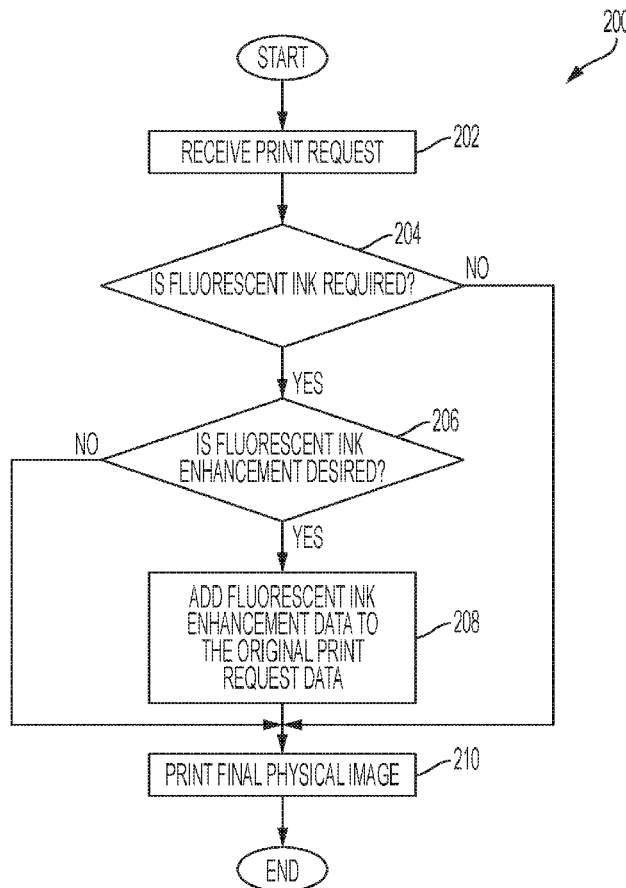 200
START
RECEIVE PRINT REQUEST
202
204
IS FLUORESCENT INK REQUIRED?
NO
YES
206
NO
IS FLUORESCENT INK
ENHANCEMENT DESIRED?
YES
ADD FLUORESCENT INK
ENHANCEMENT DATA TO
THE ORIGINAL PRINT
REQUEST DATA
208
PRINT FINAL PHYSICAL IMAGE
210
END